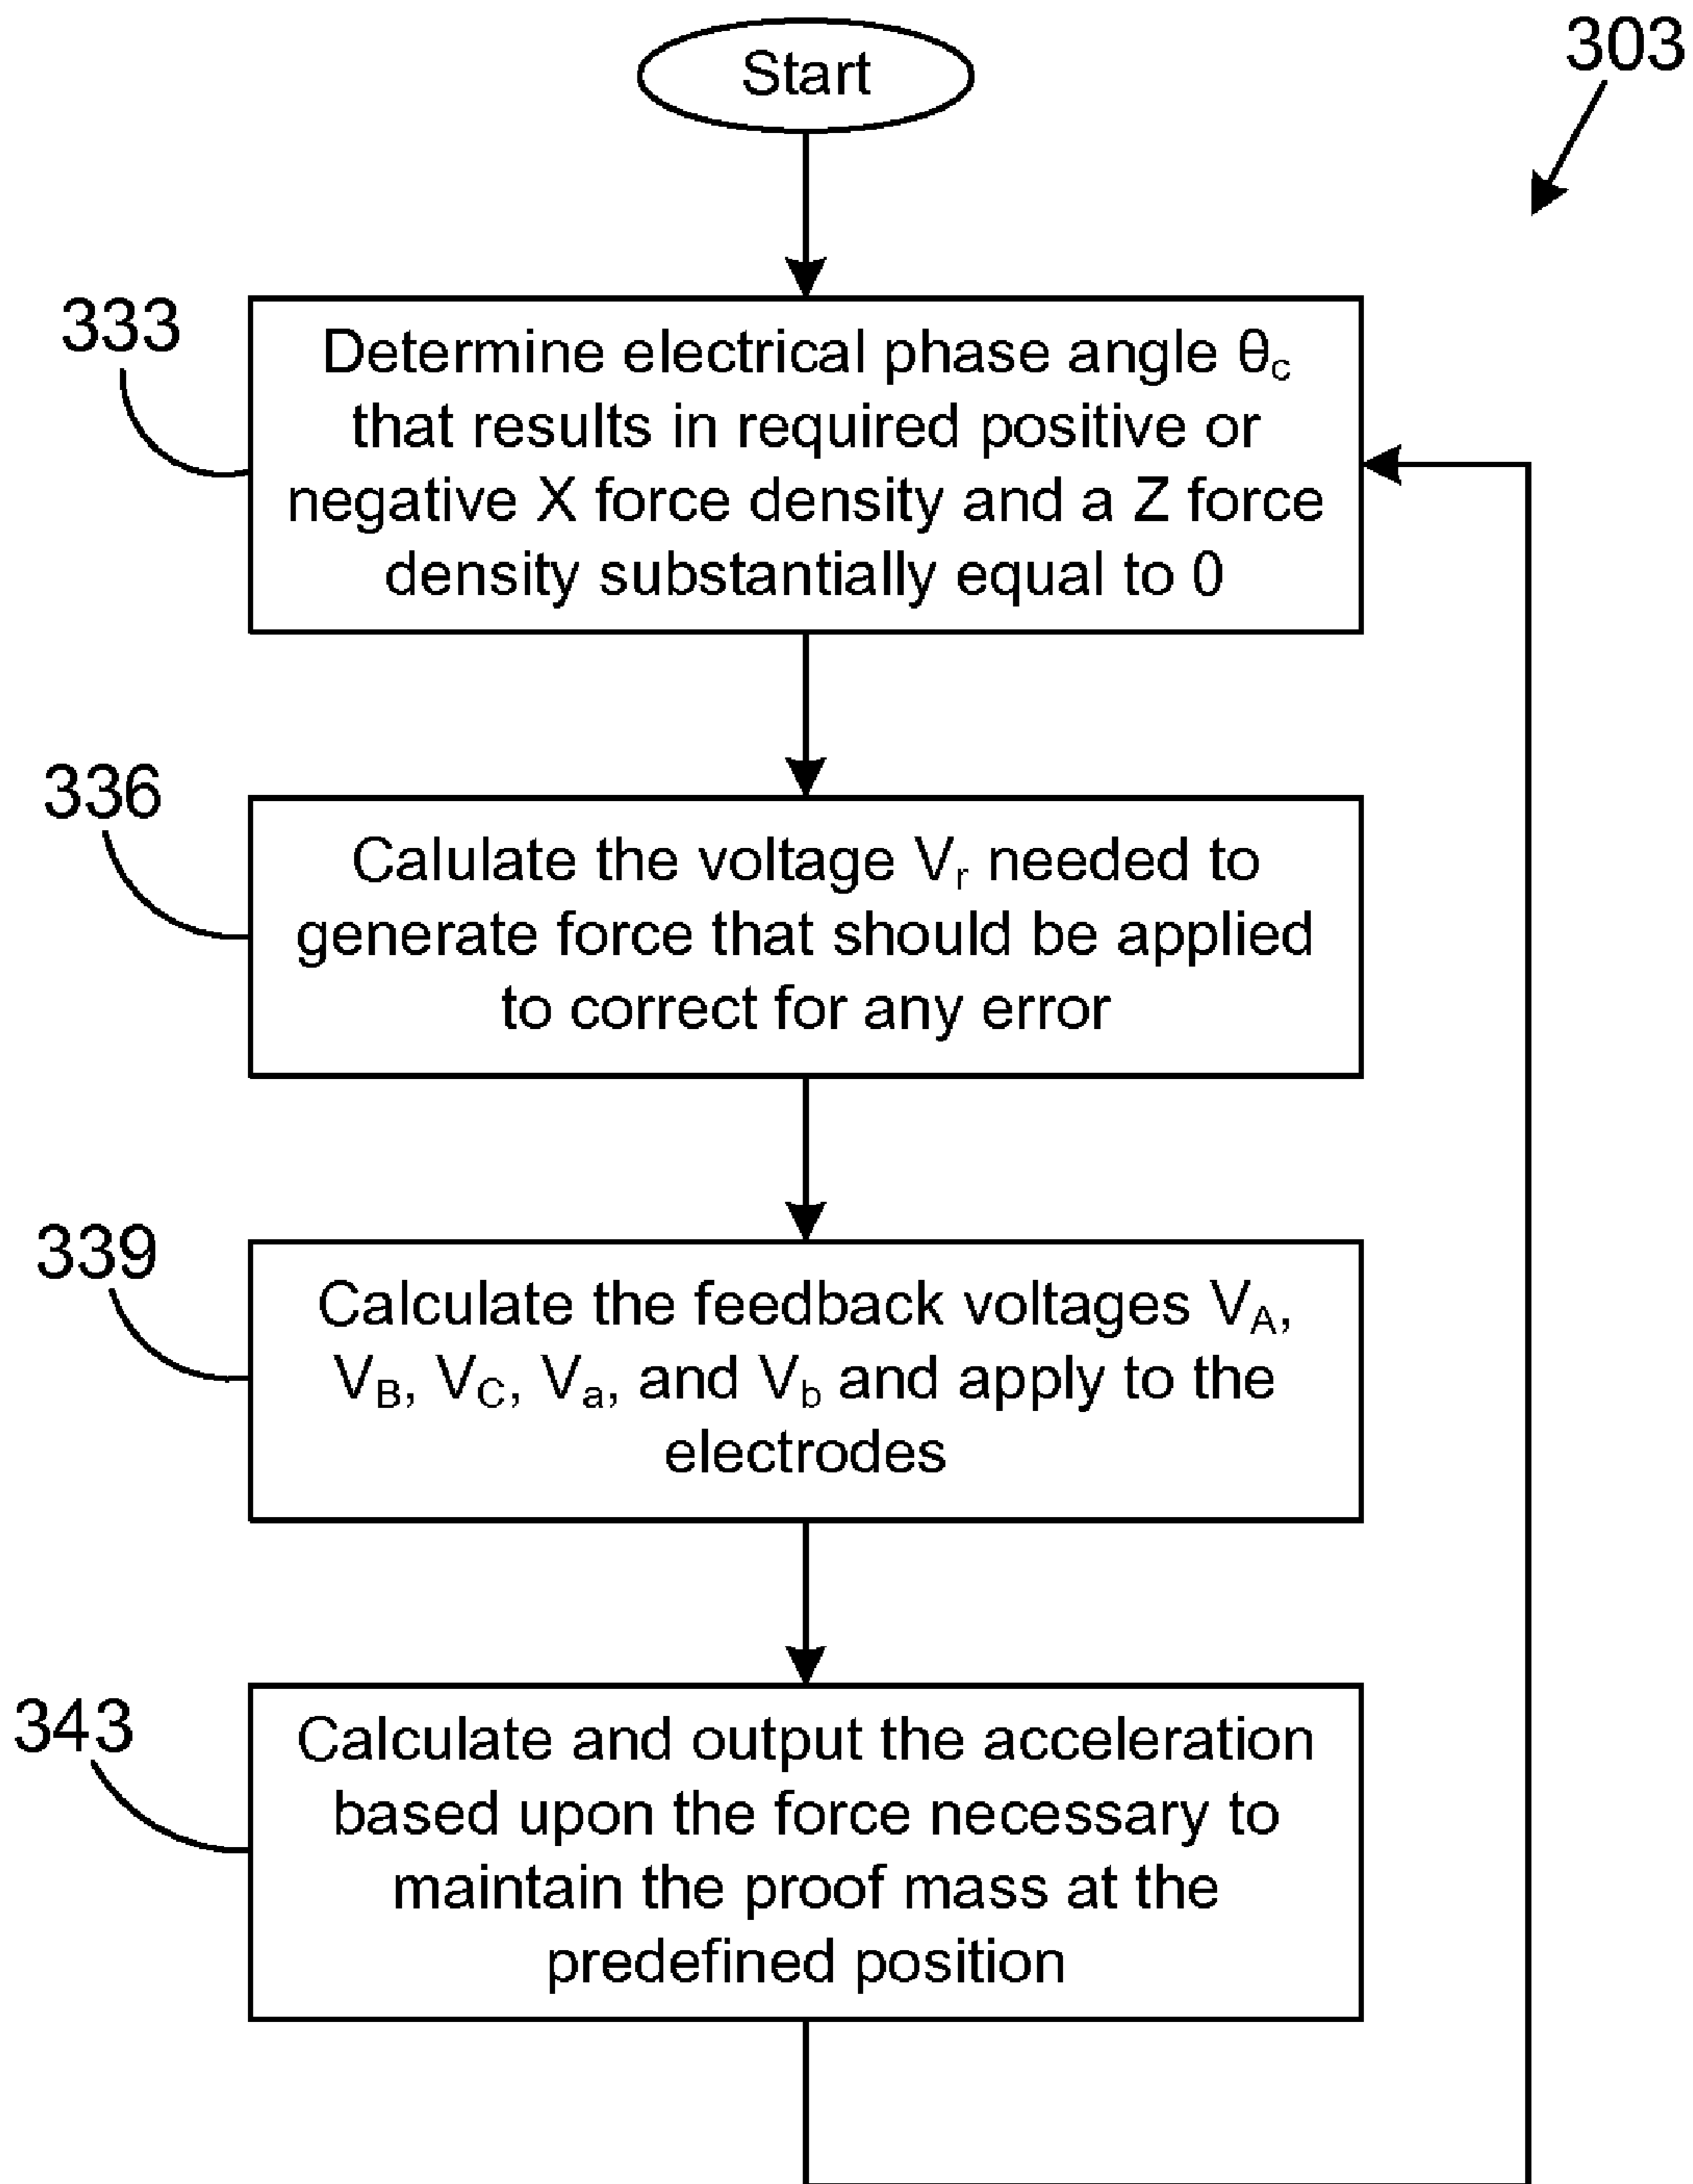 Start
303
333
Determine electrical phase angle θc
that results in required positive or
negative X force density and a Z force
density substantially equal to 0
336
Calulate the voltage Vr needed to
generate force that should be applied
to correct for any error
339
Calculate the feedback voltages VA,
VB, VC, Va, and Vb and apply to the
electrodes
343
Calculate and output the acceleration
based upon the force necessary to
maintain the proof mass at the
predefined position